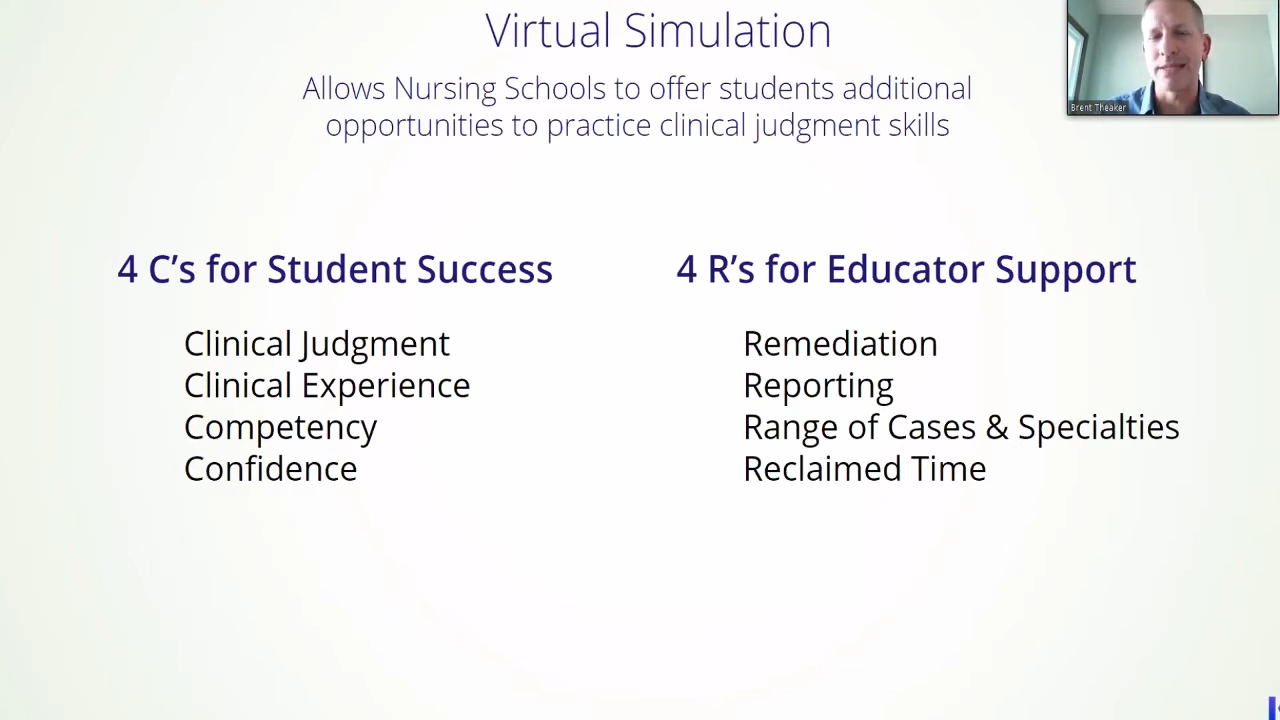 Virtual Simulation
Allows Nursing Schools to offer students additional
opportunities to practice clinical judgment skills
Brent Theaker
4 C’s for Student Success
Clinical Judgment
Clinical Experience
Competency
Confidence
4 R’s for Educator Support
Remediation
Reporting
Range of Cases & Specialties
Reclaimed Time